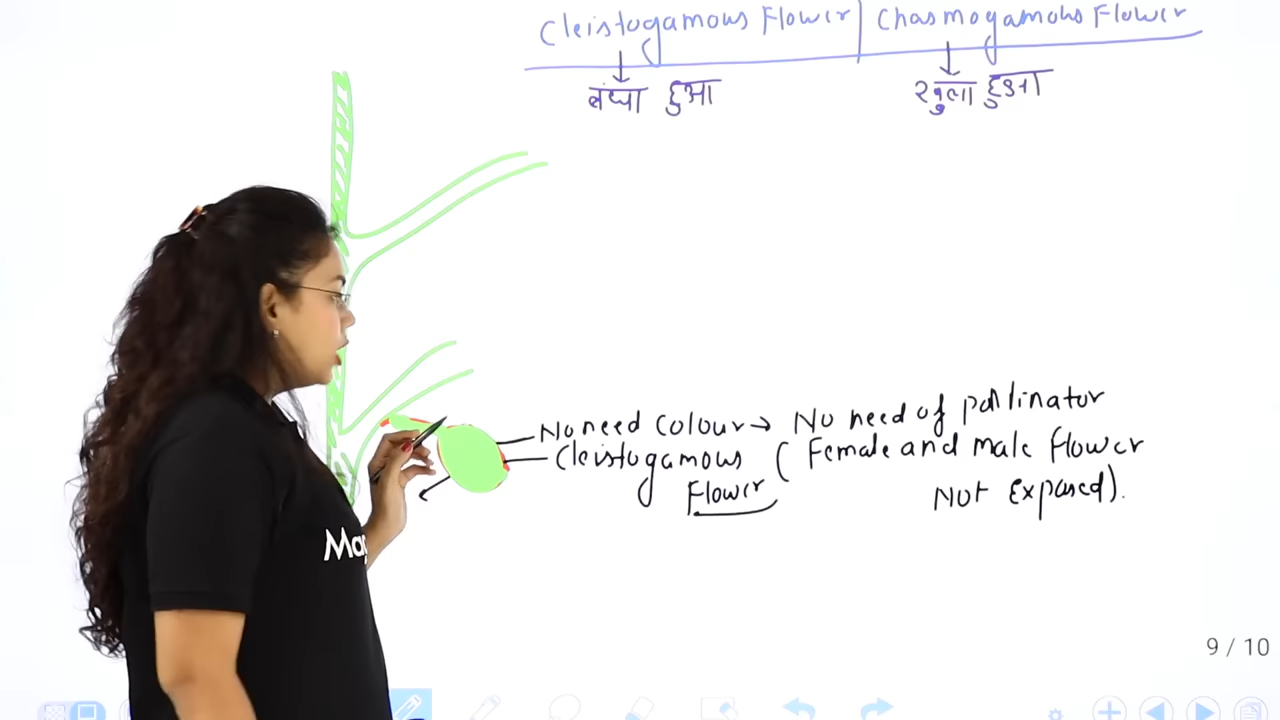 Cleistogamous Flower Chasmogamous Flower
बंधा हुआ खुला हुआ
No need Colour → No need of pollinator
Cleistogamous (Female and male flower
Flower Not Exposed).
Mag
9 / 10